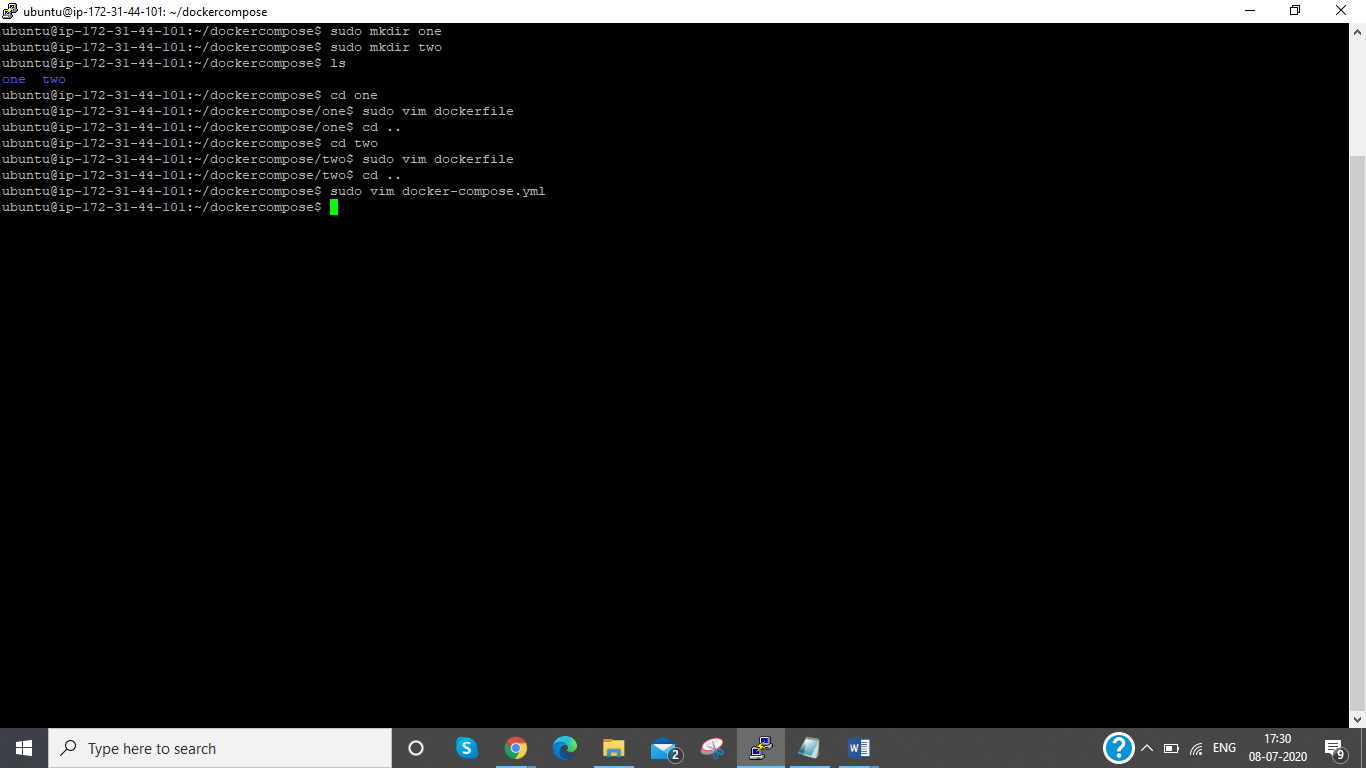 ubuntu@ip-172-31-44-101: ~/dockercompose
ubuntu@ip-172-31-44-101:~/dockercompose$ sudo mkdir one
ubuntu@ip-172-31-44-101:~/dockercompose$ sudo mkdir two
ubuntu@ip-172-31-44-101:~/dockercompose$ ls
one  two
ubuntu@ip-172-31-44-101:~/dockercompose$ cd one
ubuntu@ip-172-31-44-101:~/dockercompose/one$ sudo vim dockerfile
ubuntu@ip-172-31-44-101:~/dockercompose/one$ cd ..
ubuntu@ip-172-31-44-101:~/dockercompose$ cd two
ubuntu@ip-172-31-44-101:~/dockercompose/two$ sudo vim dockerfile
ubuntu@ip-172-31-44-101:~/dockercompose/two$ cd ..
ubuntu@ip-172-31-44-101:~/dockercompose$ sudo vim docker-compose.yml
ubuntu@ip-172-31-44-101:~/dockercompose$
Type here to search
2
ENG
17:30
08-07-2020
9